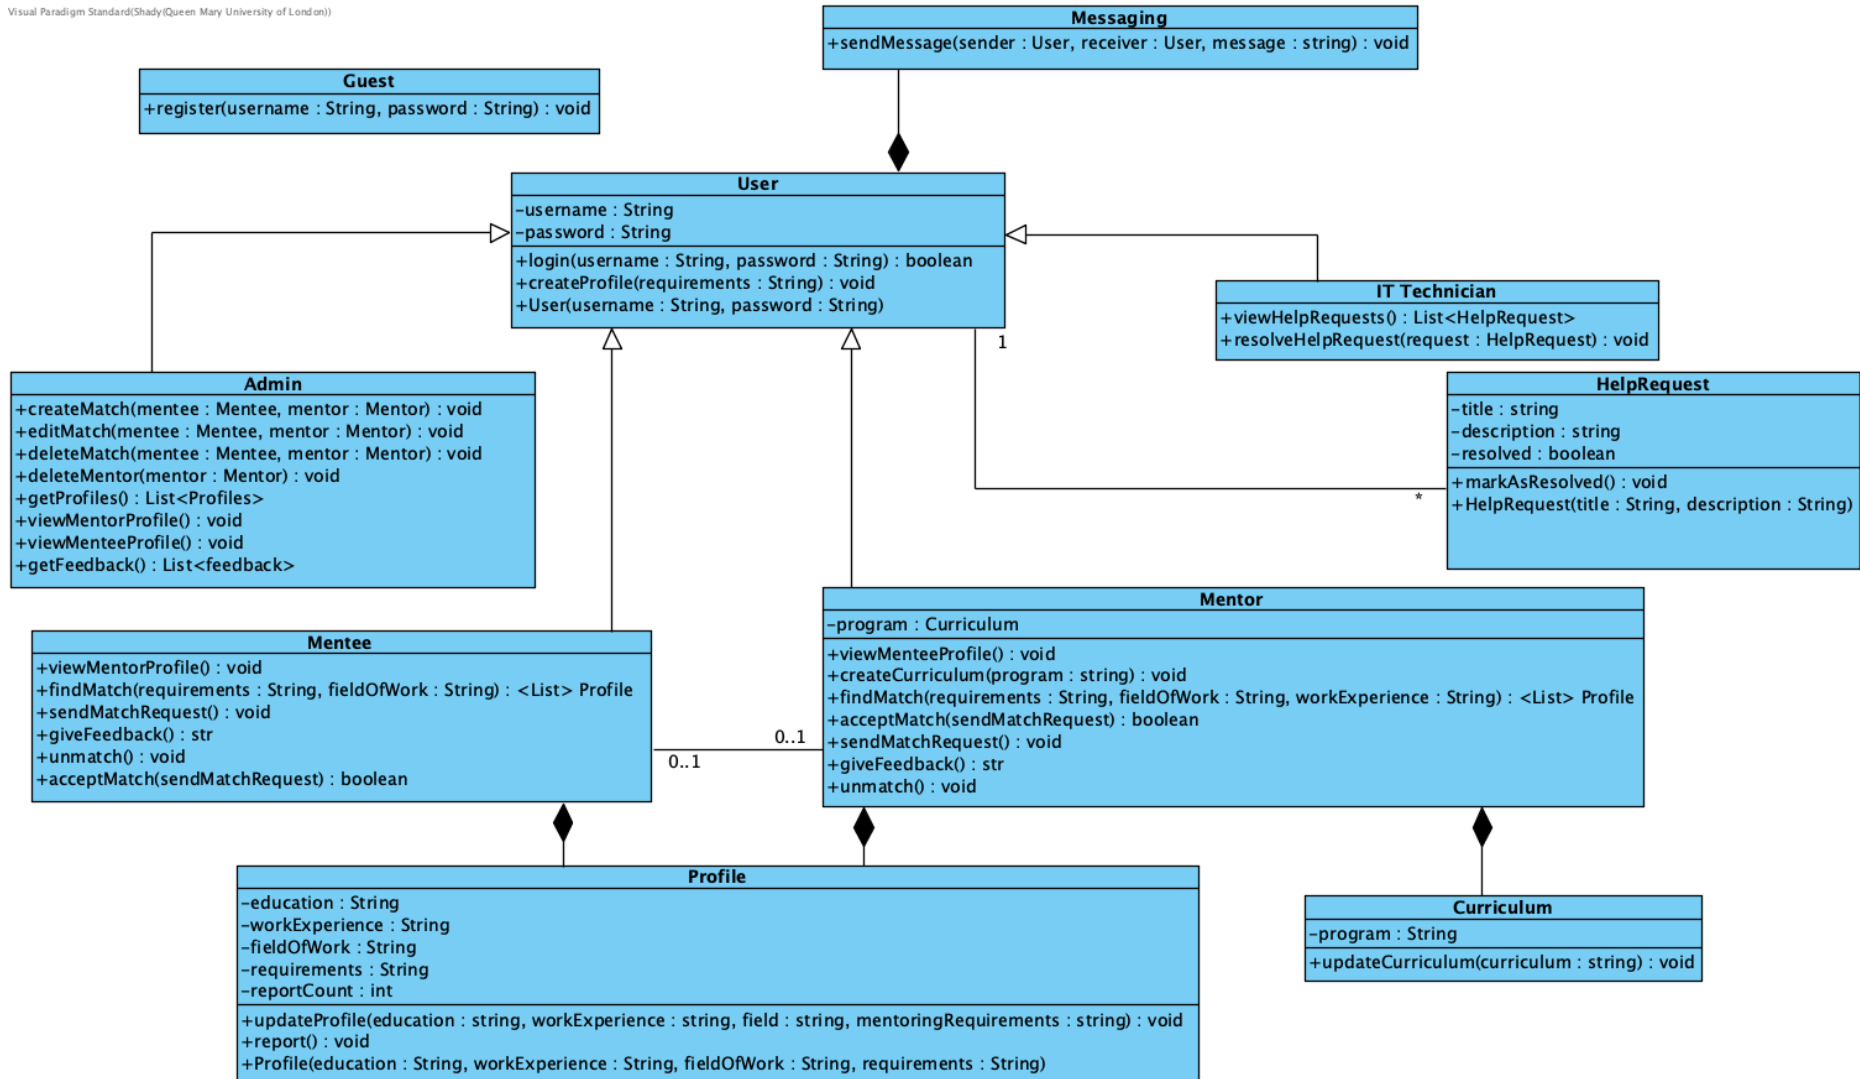 Visual Paradigm Standard(Shady(Queen Mary University of London))
Messaging
+sendMessage(sender : User, receiver : User, message : string) : void
Guest
+register(username : String, password : String) : void
User
-username : String
-password : String
+login(username : String, password : String) : boolean
+createProfile(requirements : String) : void
+User(username : String, password : String)
1
IT Technician
+viewHelpRequests() : List<HelpRequest>
+resolveHelpRequest(request : HelpRequest) : void
Admin
+createMatch(mentee : Mentee, mentor : Mentor) : void
+editMatch(mentee : Mentee, mentor : Mentor) : void
+deleteMatch(mentee : Mentee, mentor : Mentor) : void
+deleteMentor(mentor : Mentor) : void
+getProfiles() : List<Profiles>
+viewMentorProfile() : void
+viewMenteeProfile() : void
+getFeedback() : List<feedback>
HelpRequest
-title : string
-description : string
-resolved : boolean
+markAsResolved() : void
+HelpRequest(title : String, description : String)
*
Mentee
+viewMentorProfile() : void
+findMatch(requirements : String, fieldOfWork : String) : <List> Profile
+sendMatchRequest() : void
+giveFeedback() : str
+unmatch() : void
+acceptMatch(sendMatchRequest) : boolean
0..1
0..1
Mentor
-program : Curriculum
+viewMenteeProfile() : void
+createCurriculum(program : string) : void
+findMatch(requirements : String, fieldOfWork : String, workExperience : String) : <List> Profile
+acceptMatch(sendMatchRequest) : boolean
+sendMatchRequest() : void
+giveFeedback() : str
+unmatch() : void
Profile
-education : String
-workExperience : String
-fieldOfWork : String
-requirements : String
-reportCount : int
+updateProfile(education : string, workExperience : string, field : string, mentoringRequirements : string) : void
+report() : void
+Profile(education : String, workExperience : String, fieldOfWork : String, requirements : String)
Curriculum
-program : String
+updateCurriculum(curriculum : string) : void